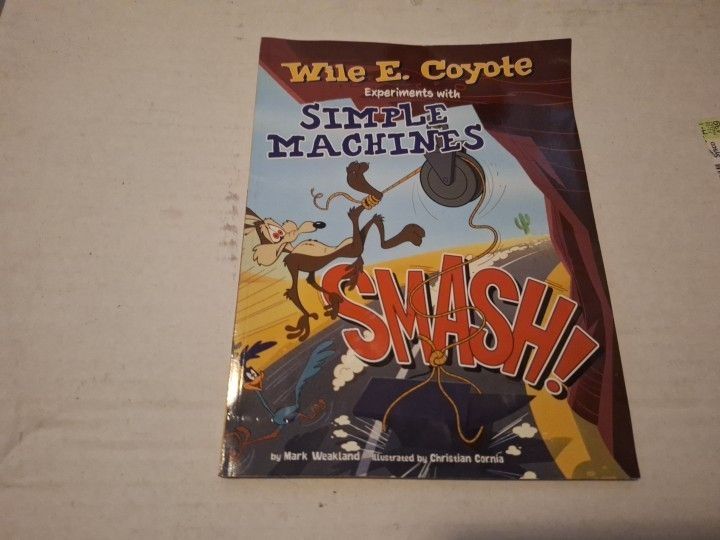 Wile E. Coyote
Experiments with
SIMPLE
MACHINES
SMASH!
by Mark Weakland illustrated by Christian Cornia